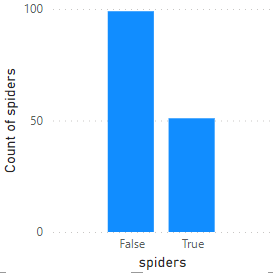 100
50
0
Count of spiders
False True
spiders